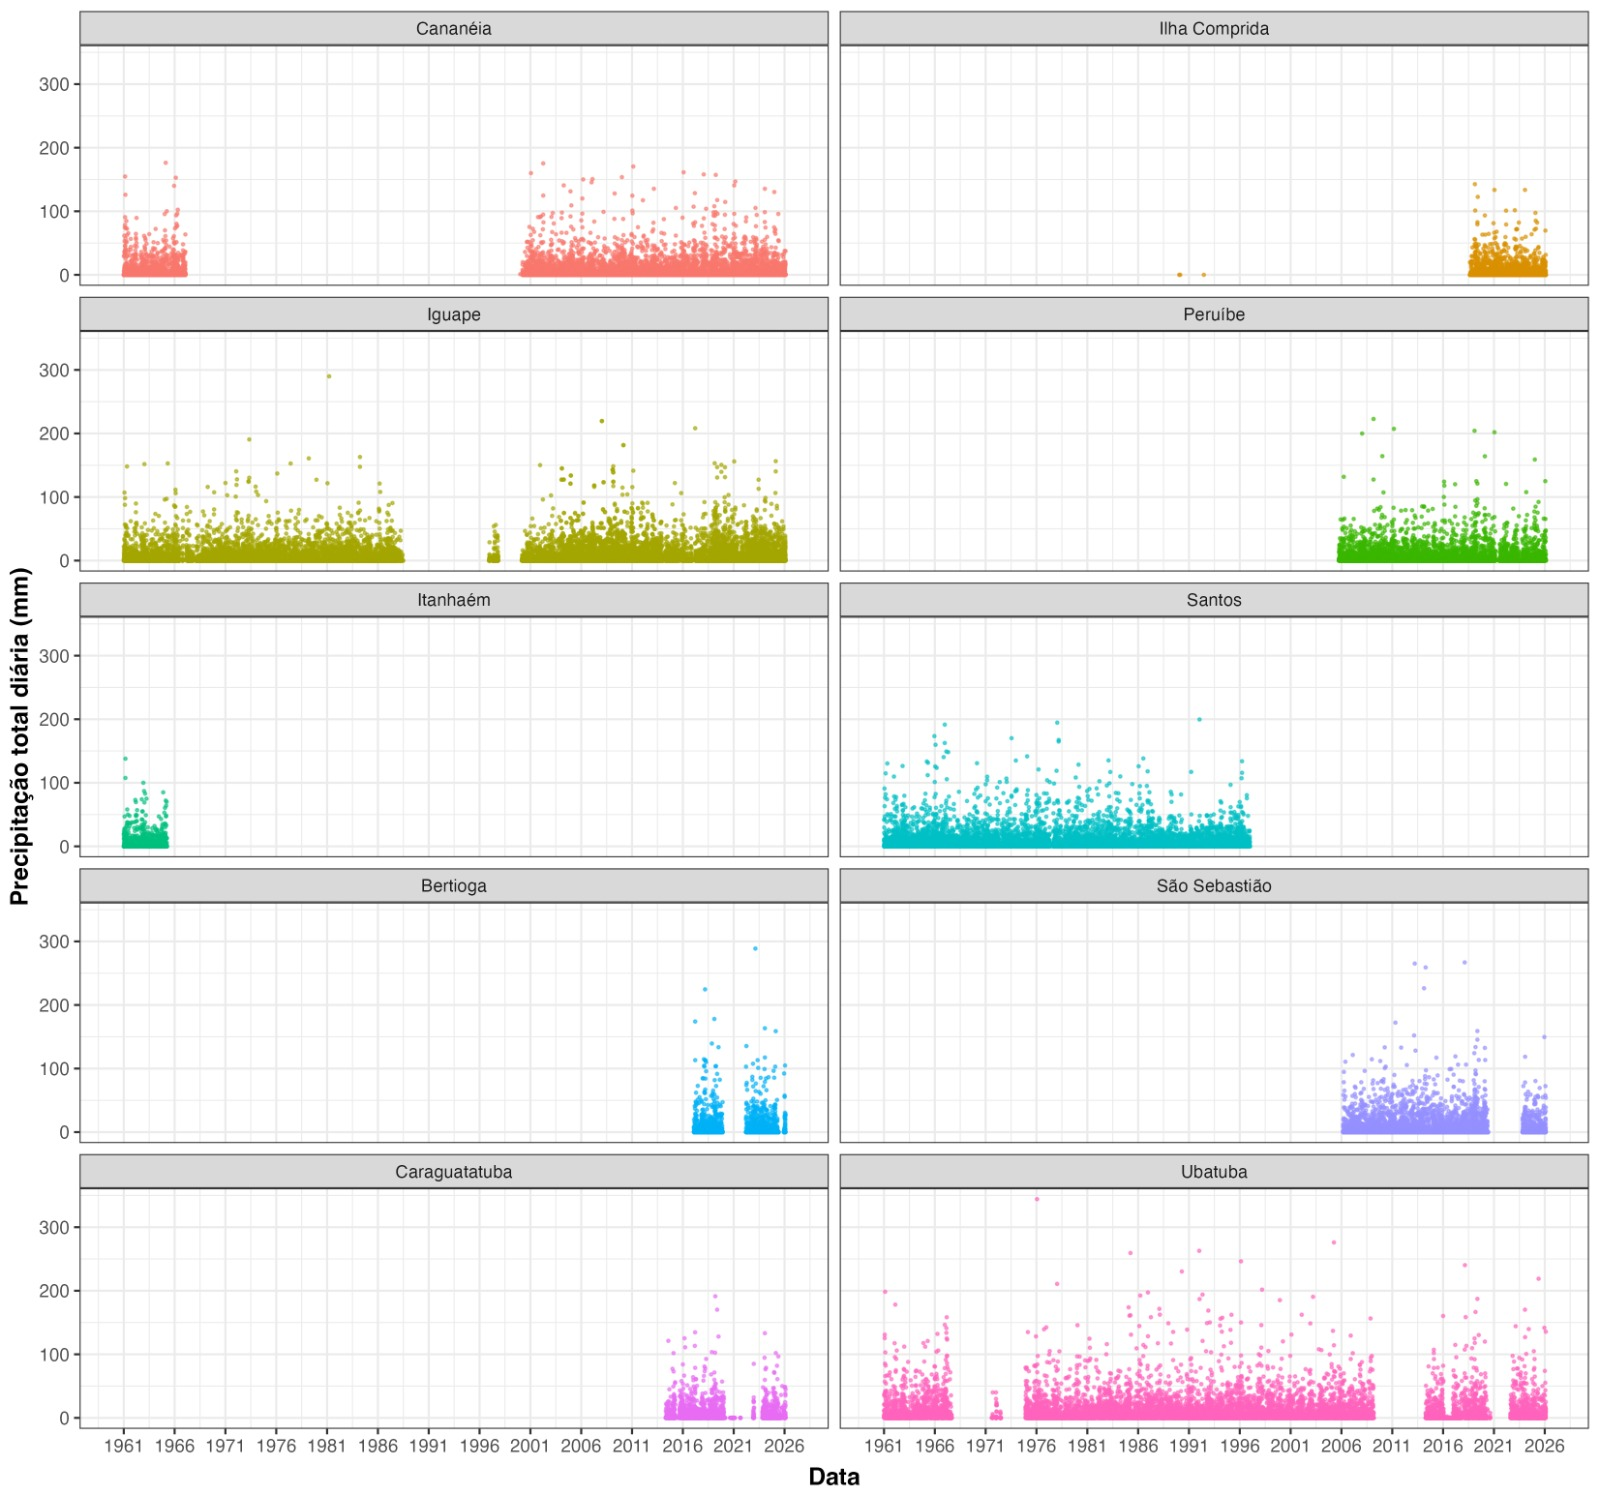 Cananéia
Ilha Comprida
300
200
100
0
Iguape
Peruíbe
300
200
100
0
Itanhaém
Santos
300
200
100
0
Bertioga
São Sebastião
300
200
100
0
Caraguatatuba
Ubatuba
300
200
100
0
1961 1966 1971 1976 1981 1986 1991 1996 2001 2006 2011 2016 2021 2026
1961 1966 1971 1976 1981 1986 1991 1996 2001 2006 2011 2016 2021 2026
Data
Precipitação total diária (mm)